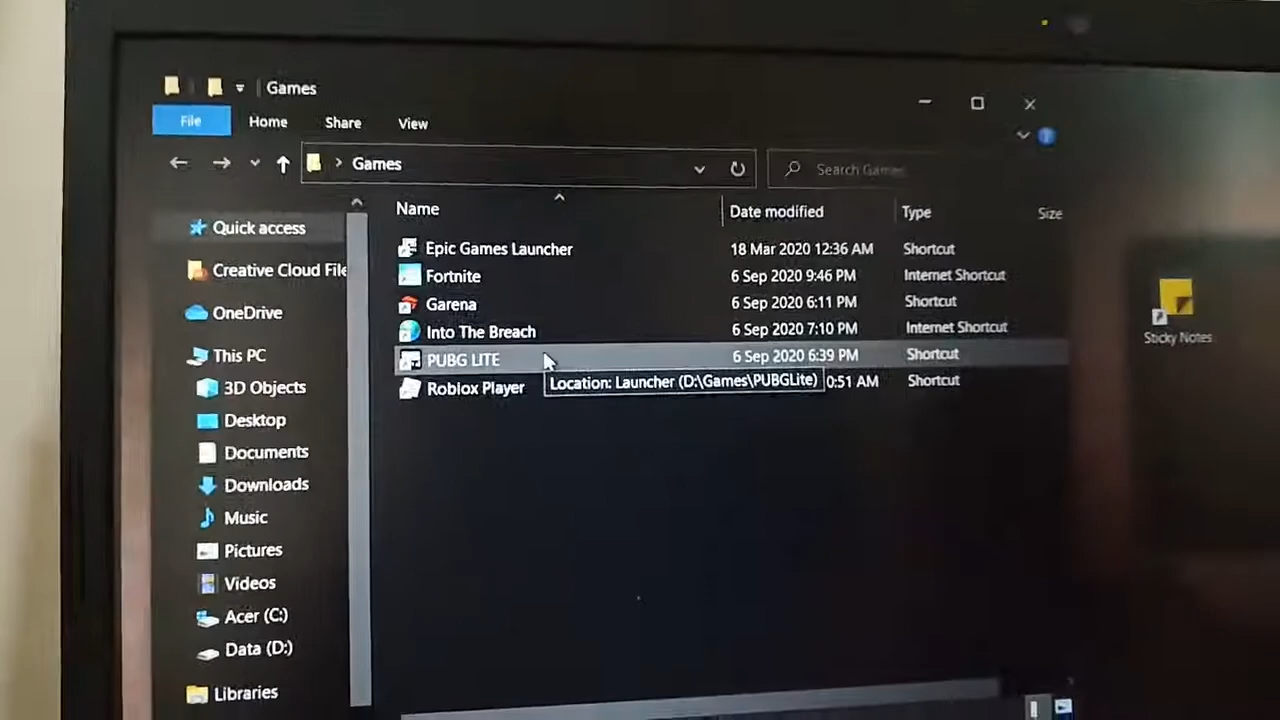 Games
File Home Share View
Games
Search Games
Name Date modified Type Size
Quick access
Creative Cloud File
OneDrive
This PC
3D Objects
Desktop
Documents
Downloads
Music
Pictures
Videos
Acer (C:)
Data (D:)
Libraries
Epic Games Launcher 18 Mar 2020 12:36 AM Shortcut
Fortnite 6 Sep 2020 9:46 PM Internet Shortcut
Garena 6 Sep 2020 6:11 PM Shortcut
Into The Breach 6 Sep 2020 7:10 PM Internet Shortcut
PUBG LITE 6 Sep 2020 6:39 PM Shortcut
Location: Launcher (D:\Games\PUBGLite)
Roblox Player 0:51 AM Shortcut
Sticky Notes